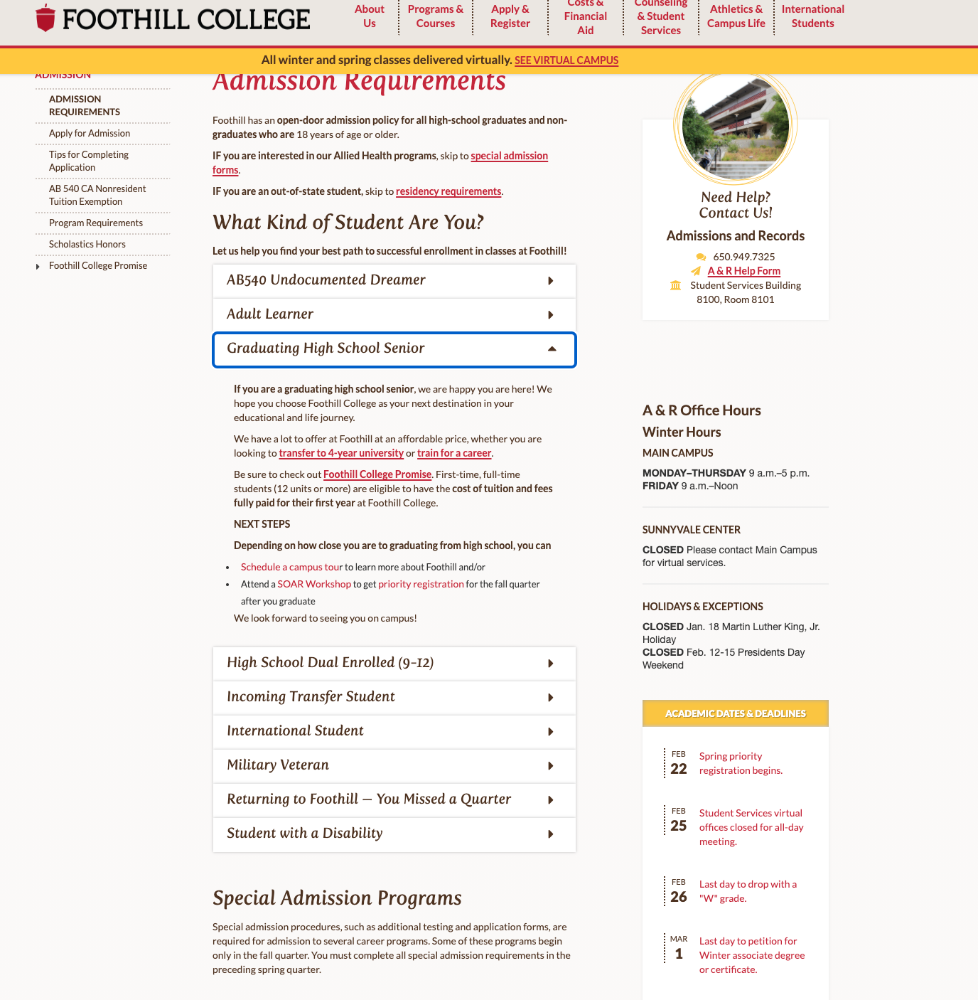 FOOTHILL COLLEGE
About
Us
Programs &
Courses
Apply &
Register
Costs &
Financial
Aid
Counseling
& Student
Services
Athletics &
Campus Life
International
Students
All winter and spring classes delivered virtually. SEE VIRTUAL CAMPUS
ADMISSION
ADMISSION
REQUIREMENTS
Apply for Admission
Tips for Completing
Application
AB 540 CA Nonresident
Tuition Exemption
Program Requirements
Scholastics Honors
Foothill College Promise
Admission Requirements
Foothill has an open-door admission policy for all high-school graduates and non-
graduates who are 18 years of age or older.
IF you are interested in our Allied Health programs, skip to special admission
forms.
IF you are an out-of-state student, skip to residency requirements.
What Kind of Student Are You?
Let us help you find your best path to successful enrollment in classes at Foothill!
AB540 Undocumented Dreamer
Adult Learner
Graduating High School Senior
If you are a graduating high school senior, we are happy you are here! We
hope you choose Foothill College as your next destination in your
educational and life journey.
We have a lot to offer at Foothill at an affordable price, whether you are
looking to transfer to 4-year university or train for a career.
Be sure to check out Foothill College Promise. First-time, full-time
students (12 units or more) are eligible to have the cost of tuition and fees
fully paid for their first year at Foothill College.
NEXT STEPS
Depending on how close you are to graduating from high school, you can
• Schedule a campus tour to learn more about Foothill and/or
• Attend a SOAR Workshop to get priority registration for the fall quarter
after you graduate
We look forward to seeing you on campus!
High School Dual Enrolled (9-12)
Incoming Transfer Student
International Student
Military Veteran
Returning to Foothill — You Missed a Quarter
Student with a Disability
Special Admission Programs
Special admission procedures, such as additional testing and application forms, are
required for admission to several career programs. Some of these programs begin
only in the fall quarter. You must complete all special admission requirements in the
preceding spring quarter.
Need Help?
Contact Us!
Admissions and Records
650.949.7325
A & R Help Form
Student Services Building
8100, Room 8101
A & R Office Hours
Winter Hours
MAIN CAMPUS
MONDAY–THURSDAY 9 a.m.–5 p.m.
FRIDAY 9 a.m.–Noon
SUNNYVALE CENTER
CLOSED Please contact Main Campus
for virtual services.
HOLIDAYS & EXCEPTIONS
CLOSED Jan. 18 Martin Luther King, Jr.
Holiday
CLOSED Feb. 12-15 Presidents Day
Weekend
ACADEMIC DATES & DEADLINES
FEB
22
Spring priority
registration begins.
FEB
25
Student Services virtual
offices closed for all-day
meeting.
FEB
26
Last day to drop with a
"W" grade.
MAR
1
Last day to petition for
Winter associate degree
or certificate.